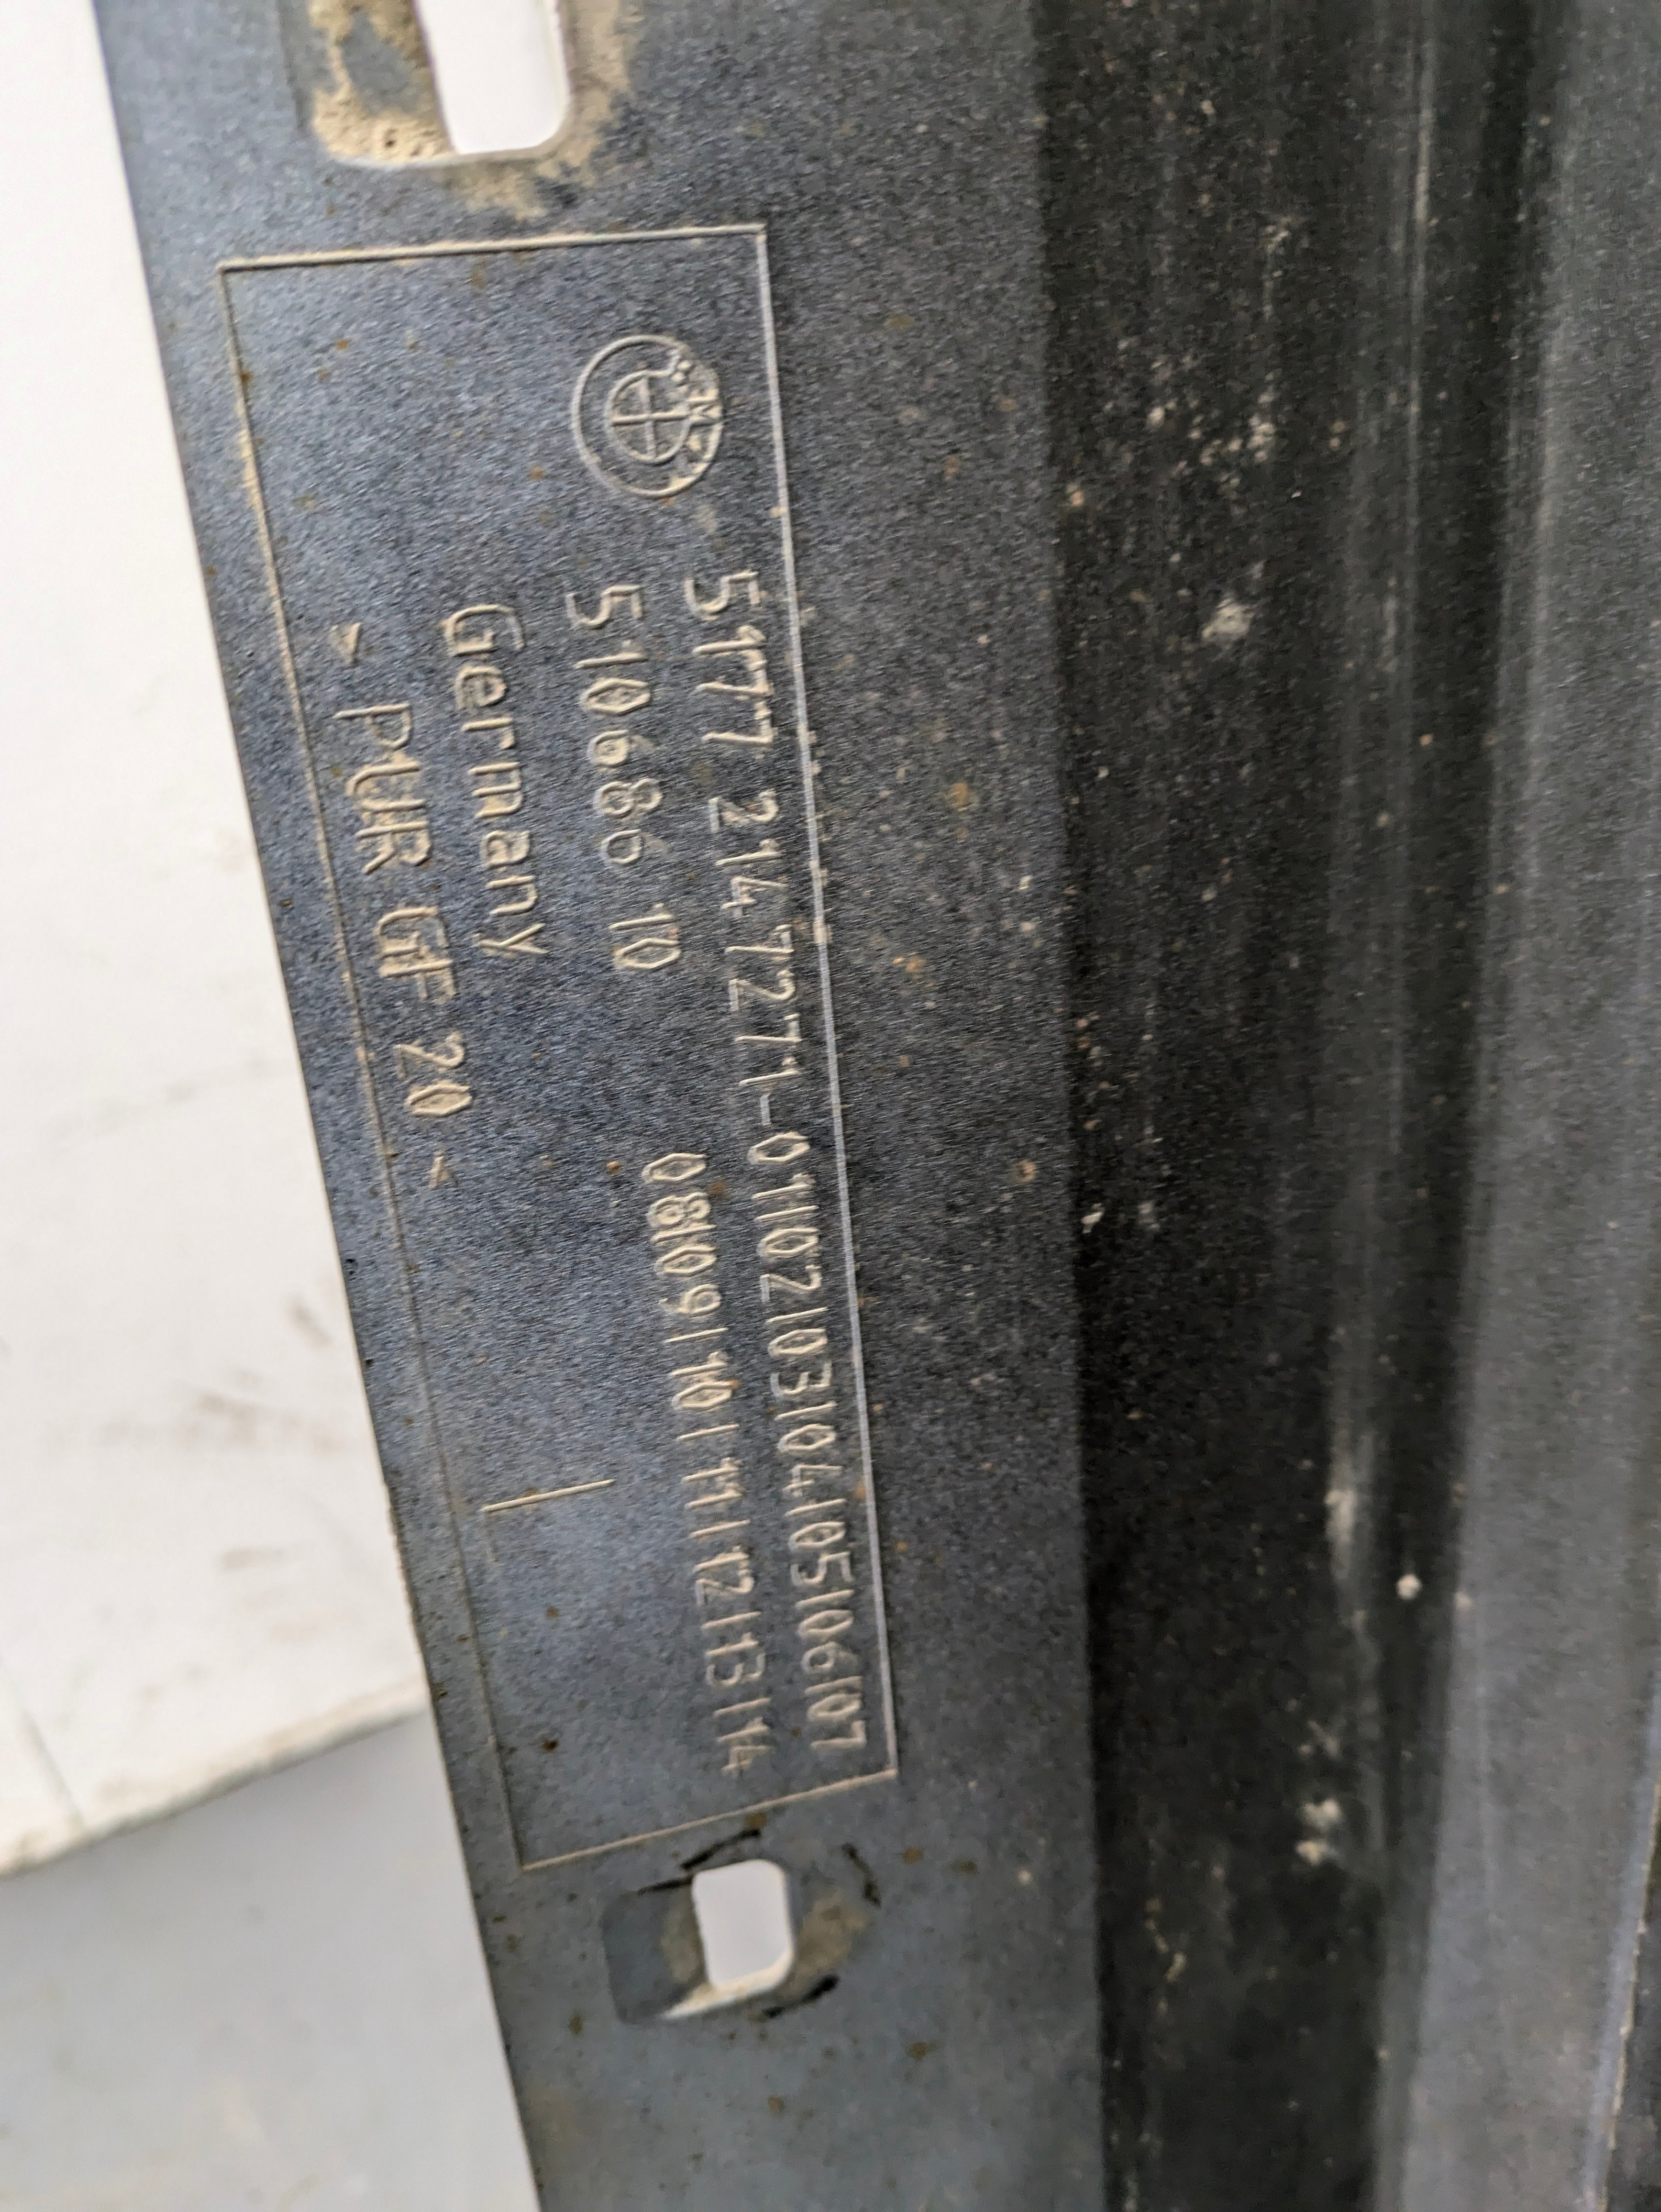 BMW
5177 2147271-01|02|03|04|05|06|07
510686 10 08|09|10|11|12|13|14
Germany
> PUR GF 20 <